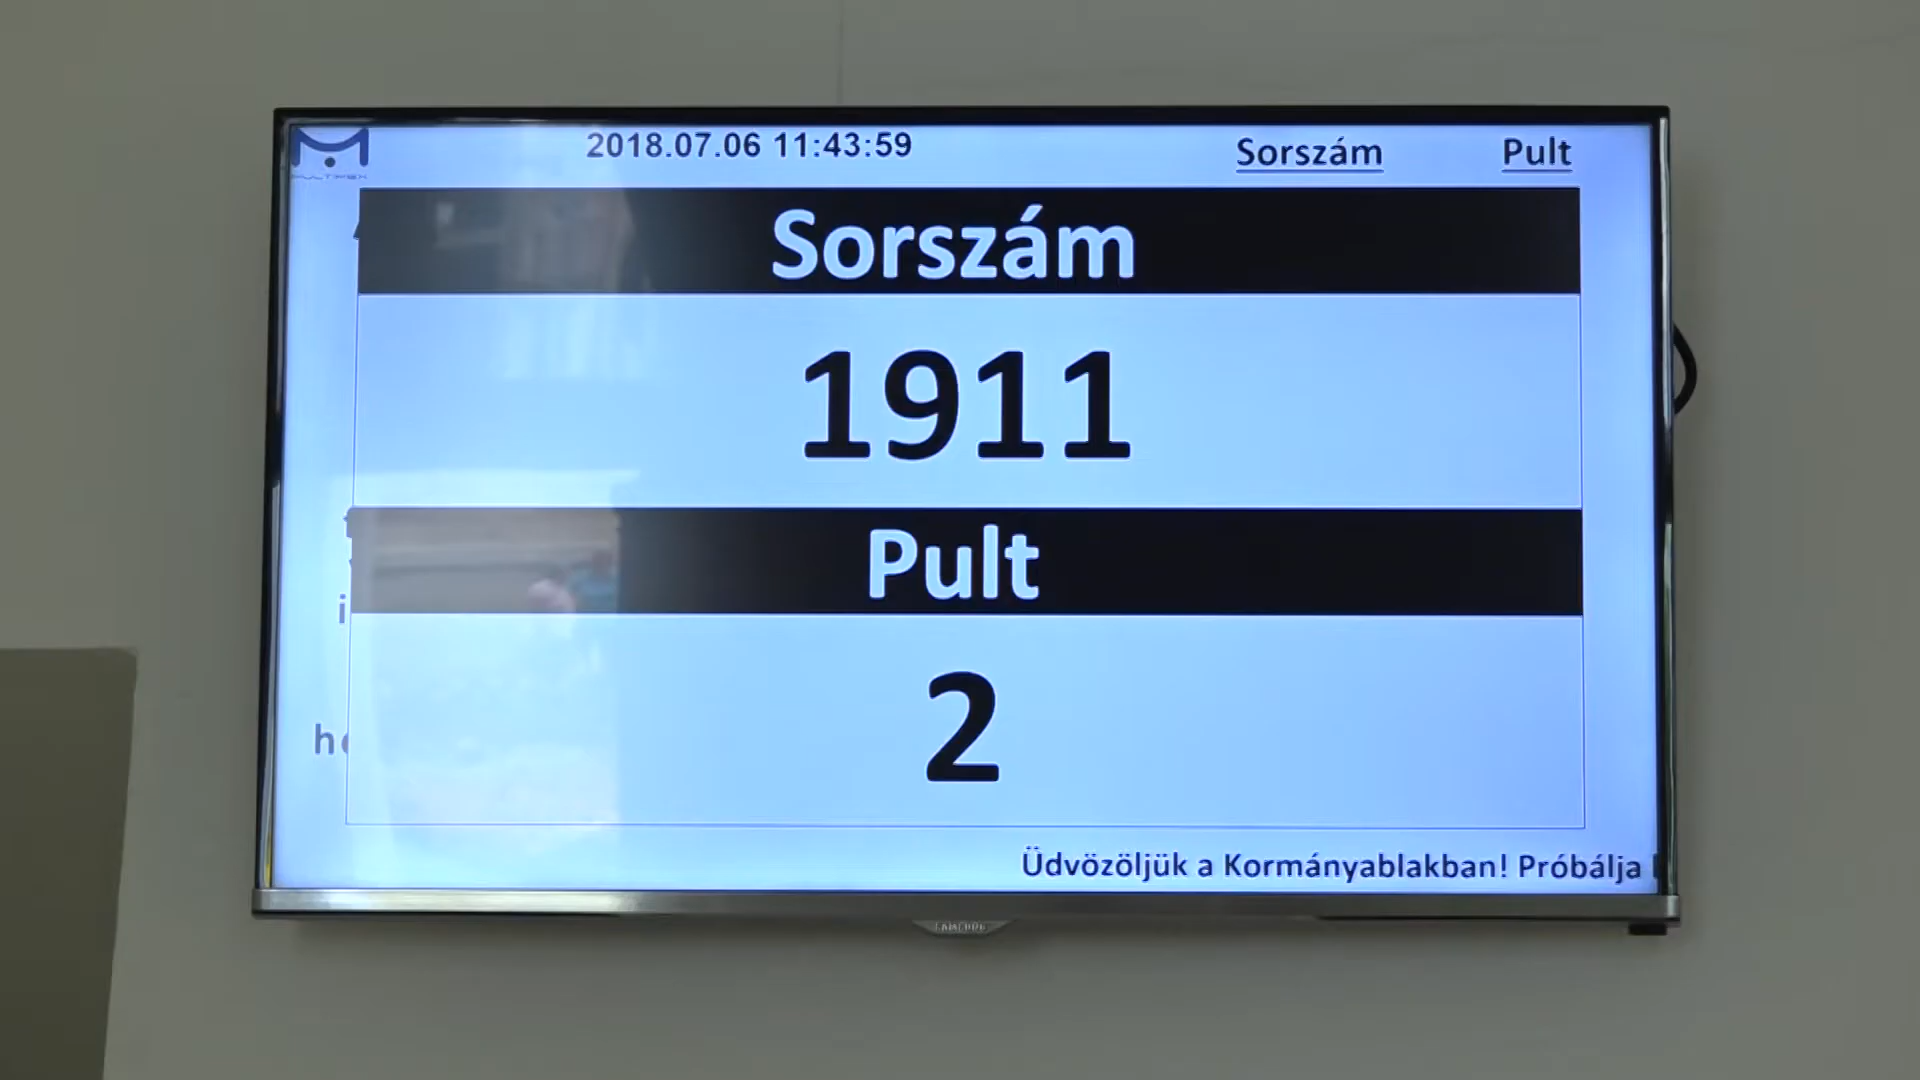 2018.07.06 11:43:59
Sorszám Pult
Sorszám
1911
Pult
2
Üdvözöljük a Kormányablakban! Próbálja